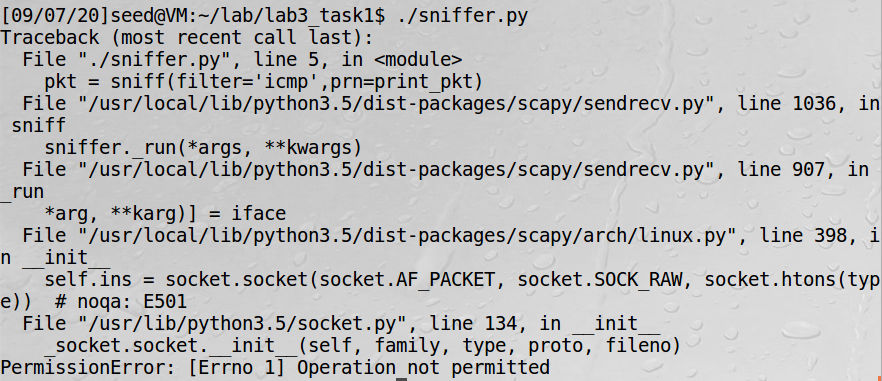 [09/07/20]seed@VM:~/lab/lab3_task1$ ./sniffer.py
Traceback (most recent call last):
  File "./sniffer.py", line 5, in <module>
    pkt = sniff(filter='icmp',prn=print_pkt)
  File "/usr/local/lib/python3.5/dist-packages/scapy/sendrecv.py", line 1036, in
 sniff
    sniffer._run(*args, **kwargs)
  File "/usr/local/lib/python3.5/dist-packages/scapy/sendrecv.py", line 907, in
_run
    *arg, **karg)] = iface
  File "/usr/local/lib/python3.5/dist-packages/scapy/arch/linux.py", line 398, i
n __init__
    self.ins = socket.socket(socket.AF_PACKET, socket.SOCK_RAW, socket.htons(typ
e))  # noqa: E501
  File "/usr/lib/python3.5/socket.py", line 134, in __init__
    _socket.socket.__init__(self, family, type, proto, fileno)
PermissionError: [Errno 1] Operation not permitted